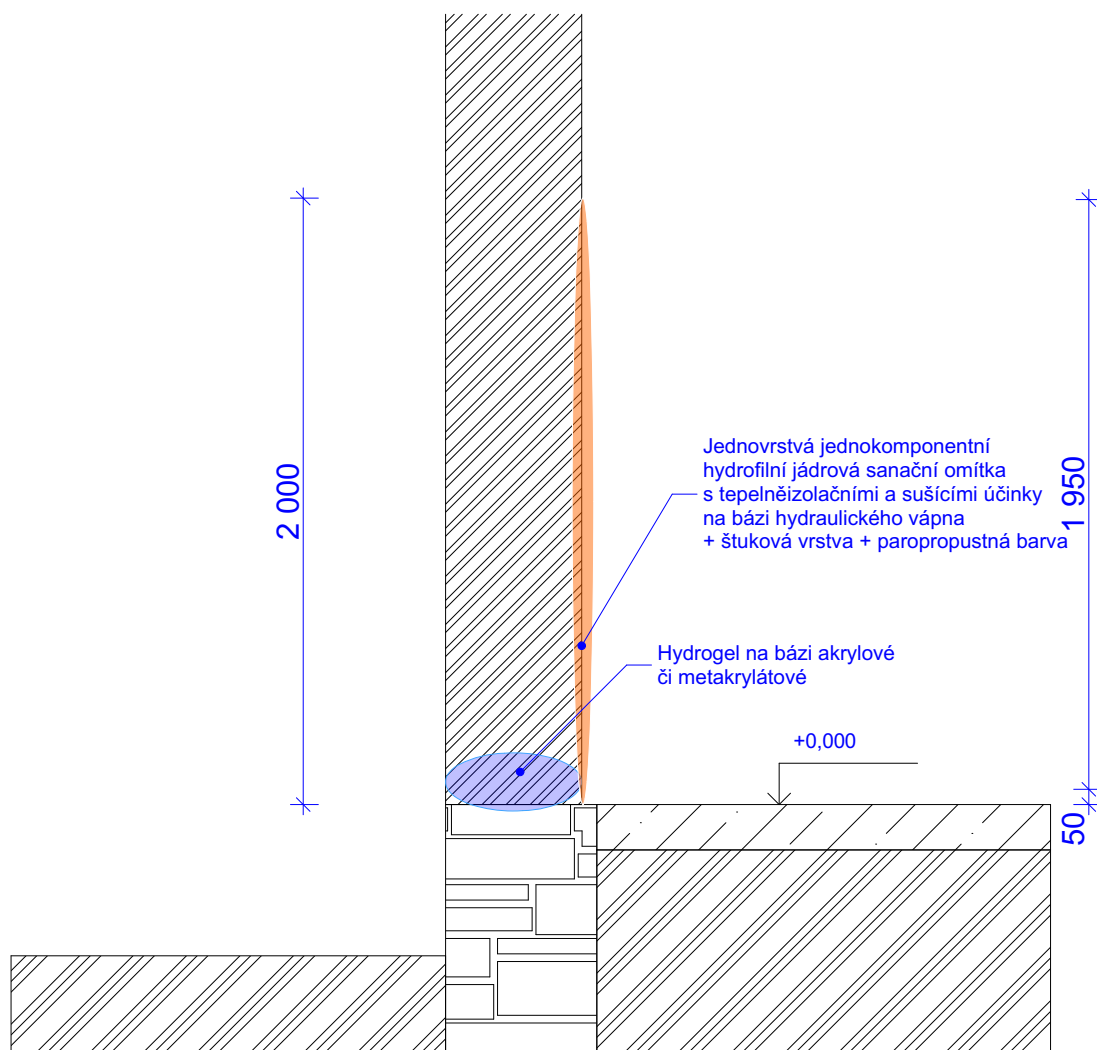 2 000
Jednovrstvá jednokomponentní
hydrofilní jádrová sanační omítka
s tepelněizolačními a sušícími účinky
na bázi hydraulického vápna
+ štuková vrstva + paropropustná barva
1 950
Hydrogel na bázi akrylové
či metakrylátové
+0,000
50